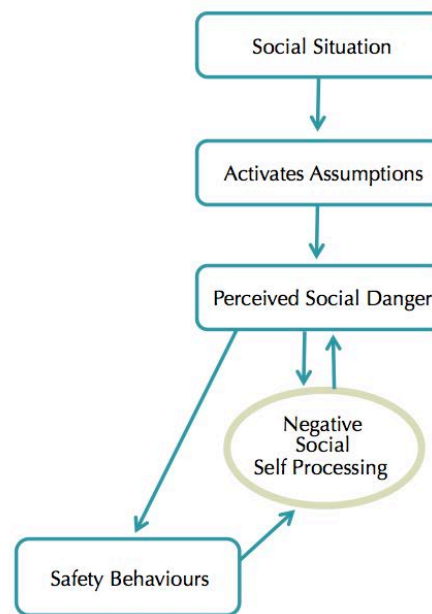 Social Situation
Activates Assumptions
Perceived Social Danger
Negative
Social
Self Processing
Safety Behaviours